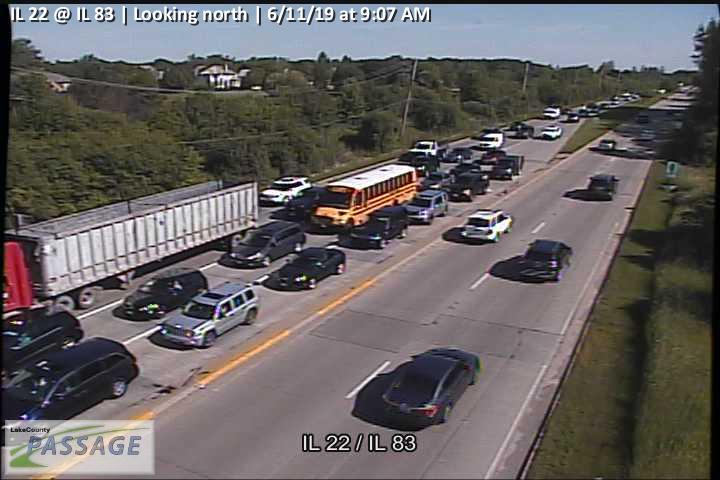 IL 22 @ IL 83 | Looking north | 6/11/19 at 9:07 AM
LakeCounty
PASSAGE
IL 22 / IL 83